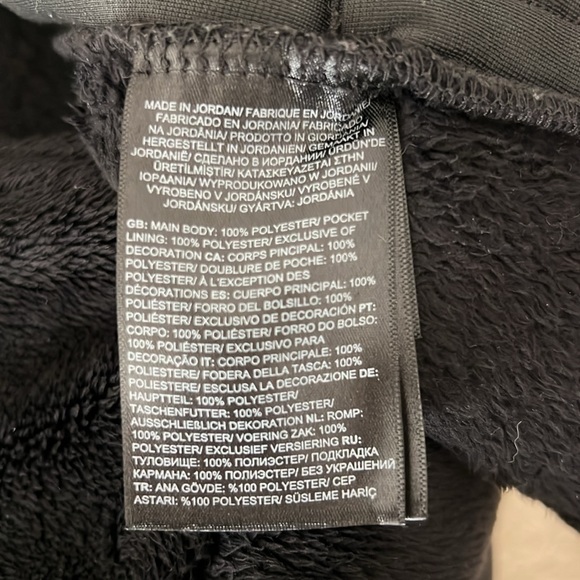 MADE IN JORDAN/ FABRIQUE EN JORDANIE/
FABRICADO EN JORDANIA/ FABRICADO
NA JORDÂNIA/ PRODOTTO IN GIORDANIA/
HERGESTELLT IN JORDANIEN/ GEMAAKT IN
JORDANIË/ СДЕЛАНО В ИОРДАНИИ/ ÜRDÜN'DE
ÜRETİLMİŞTİR/ ΚΑΤΑΣΚΕΥΑΖΕΤΑΙ ΣΤΗΝ
ΙΟΡΔΑΝΙΑ/ WYPRODUKOWANO W JORDANII/
VYROBENO V JORDÁNSKU/ VYROBENÉ V
JORDÁNSKU/ GYÁRTVA: JORDÁNIA
GB: MAIN BODY: 100% POLYESTER/ POCKET
LINING: 100% POLYESTER/ EXCLUSIVE OF
DECORATION CA: CORPS PINCIPAL: 100%
POLYESTER/ DOUBLURE DE POCHE: 100%
POLYESTER/ À L'EXCEPTION DES
DÉCORATIONS ES: CUERPO PRINCIPAL: 100%
POLIÉSTER/ FORRO DEL BOLSILLO: 100%
POLIÉSTER/ EXCLUSIVO DE DECORACIÓN PT:
CORPO: 100% POLIÉSTER/ FORRO DO BOLSO:
100% POLIÉSTER/ EXCLUSIVO PARA
DECORAÇÃO IT: CORPO PRINCIPALE: 100%
POLIESTERE/ FODERA DELLA TASCA: 100%
POLIESTERE/ ESCLUSA LA DECORAZIONE DE:
HAUPTTEIL: 100% POLYESTER/
TASCHENFUTTER: 100% POLYESTER/
AUSSCHLIEßLICH DEKORATION NL: ROMP:
100% POLYESTER/ VOERING ZAK: 100%
POLYESTER/ EXCLUSIEF VERSIERING RU:
ТУЛОВИЩЕ: 100% ПОЛИЭСТЕР/ ПОДКЛАДКА
КАРМАНА: 100% ПОЛИЭСТЕР/ БЕЗ УКРАШЕНИЙ
TR: ANA GÖVDE: %100 POLYESTER/ CEP
ASTARI: %100 POLYESTER/ SÜSLEME HARİÇ